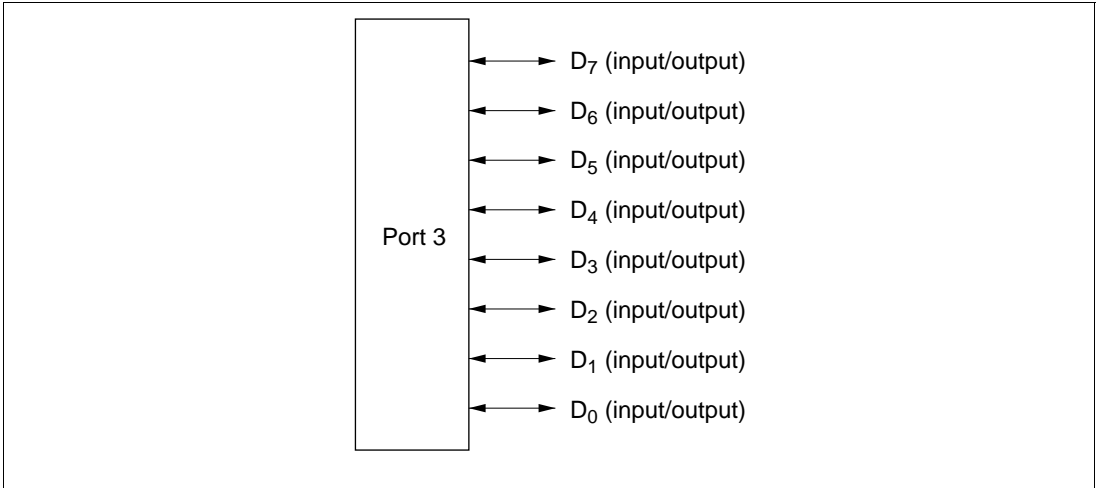 D7 (input/output)
D6 (input/output)
D5 (input/output)
D4 (input/output)
Port 3
D3 (input/output)
D2 (input/output)
D1 (input/output)
D0 (input/output)